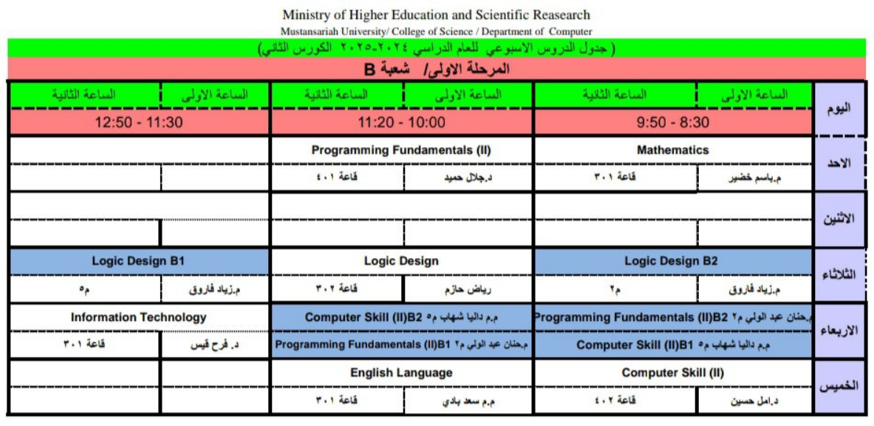 Ministry of Higher Education and Scientific Reasearch
Mustansariah University/ College of Science / Department of Computer
(جدول الدروس الاسبوعي للعام الدراسي ٢٠٢٤-٢٠٢٥ الكورس الثاني)
المرحلة الاولى/ شعبة B
اليوم الساعة الاولى الساعة الثانية الساعة الاولى الساعة الثانية الساعة الاولى الساعة الثانية
9:50 - 8:30 11:20 - 10:00 12:50 - 11:30
الاحد Mathematics Programming Fundamentals (II)
م.باسم خضير قاعة ٣٠١ د.جلال حميد قاعة ٤٠١
الاثنين
الثلاثاء Logic Design B2 Logic Design Logic Design B1
م.زياد فاروق م٢ رياض حازم قاعة ٣٠٢ م.زياد فاروق م٥
الاربعاء Programming Fundamentals (II)B2 م.حنان عبد الولي م٢ Computer Skill (II)B2 م.م داليا شهاب م٥ Information Technology
Computer Skill (II)B1 م.م داليا شهاب م٥ Programming Fundamentals (II)B1 م.حنان عبد الولي م٢ د. فرح قيس قاعة ٣٠١
الخميس Computer Skill (II) English Language
د.امل حسين قاعة ٤٠٢ م.م سعد بادي قاعة ٣٠١